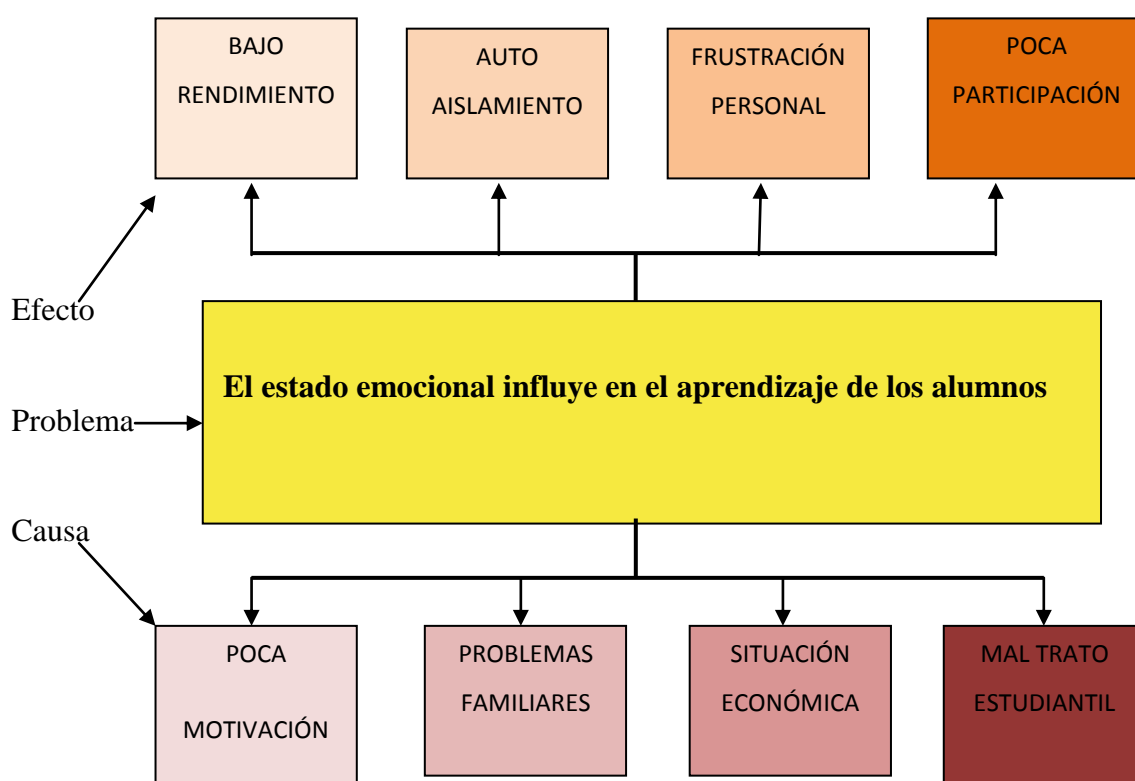 BAJO
RENDIMIENTO
AUTO
AISLAMIENTO
FRUSTRACIÓN
PERSONAL
POCA
PARTICIPACIÓN
Efecto
El estado emocional influye en el aprendizaje de los alumnos
Problema
Causa
POCA
MOTIVACIÓN
PROBLEMAS
FAMILIARES
SITUACIÓN
ECONÓMICA
MAL TRATO
ESTUDIANTIL